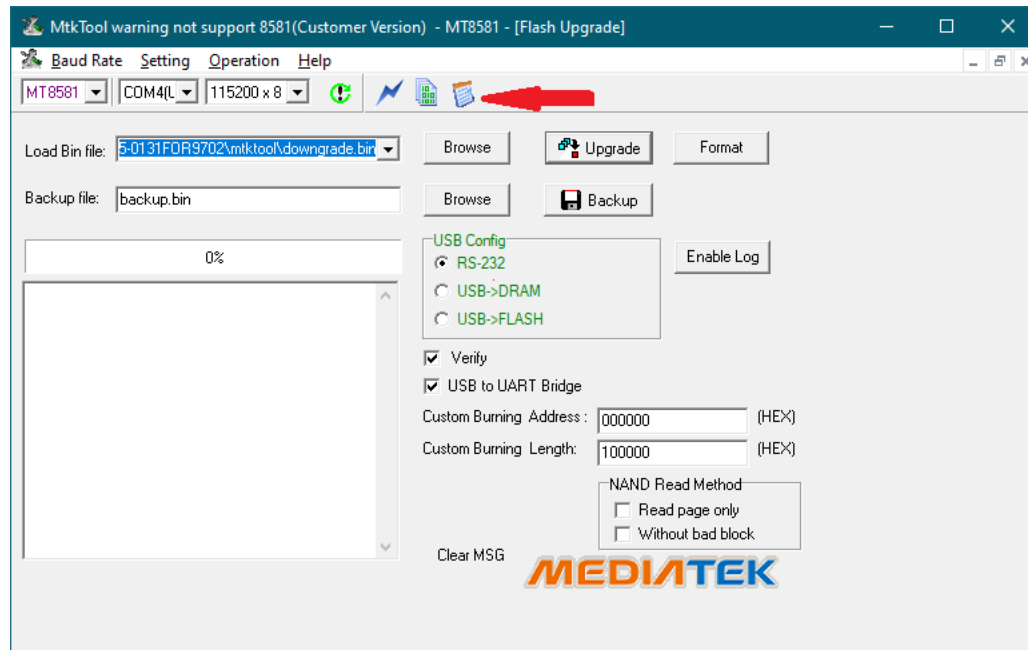 MtkTool warning not support 8581(Customer Version)  - MT8581 - [Flash Upgrade]
Baud Rate Setting Operation Help
MT8581 COM4(L 115200 x 8
Load Bin file: 5-0131FOR9702\mtktool\downgrade.bin Browse Upgrade Format
Backup file: backup.bin Browse Backup
0%
USB Config
RS-232
USB->DRAM
USB->FLASH
Enable Log
Verify
USB to UART Bridge
Custom Burning Address : 000000 (HEX)
Custom Burning Length: 100000 (HEX)
NAND Read Method
Read page only
Without bad block
Clear MSG
MEDIATEK